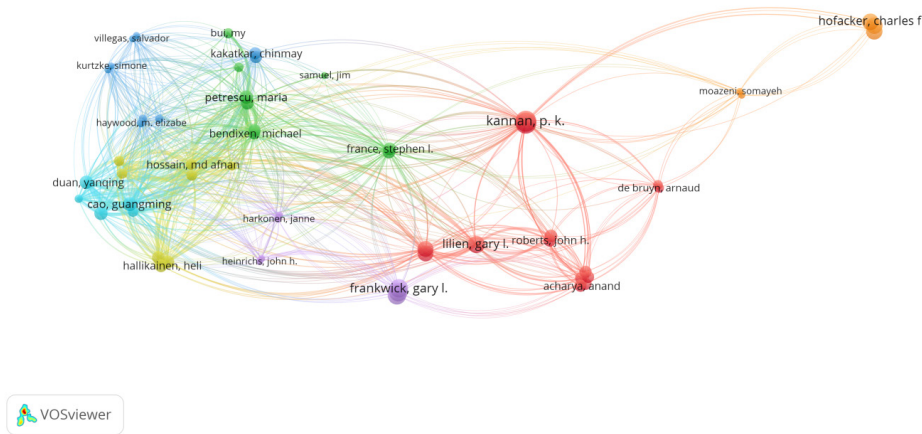 hofacker, charles f
villegas, salvador
bui, my
kakatkar, chinmay
kurtzke, simone
samuel, jim
moazeni, somayeh
petrescu, maria
haywood, m. elizabe
kannan, p. k.
bendixen, michael
france, stephen l.
hossain, md afnan
duan, yanqing
de bruyn, arnaud
cao, guangming
harkonen, janne
lilien, gary l.
roberts, john h.
hallikainen, heli
heinrichs, john h.
frankwick, gary l.
acharya, anand
VOSviewer